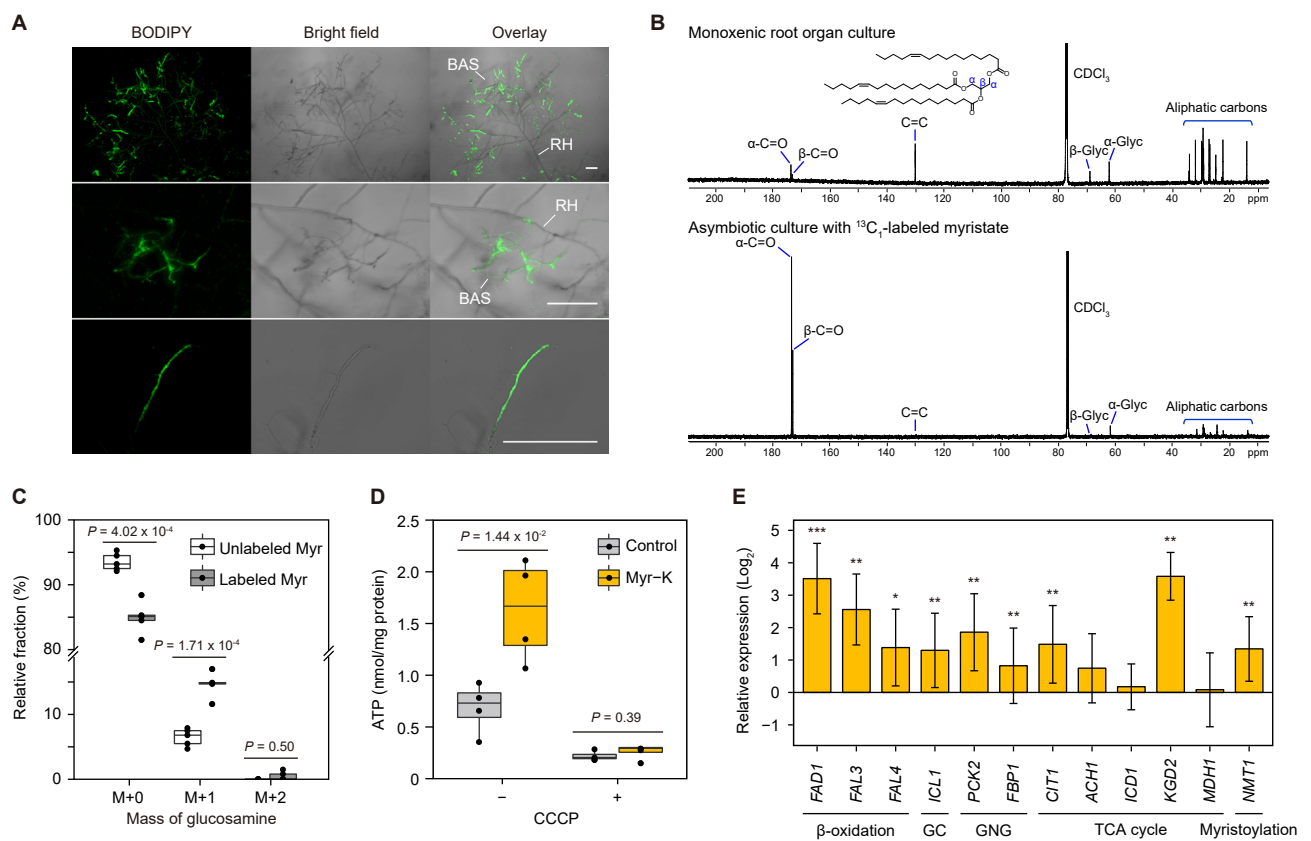 A
BODIPY
Bright field
Overlay
BAS
RH
RH
BAS
B
Monoxenic root organ culture
O
O
O
O
O
O
α
β
α
CDCl3
α-C=O
β-C=O
C=C
β-Glyc
α-Glyc
Aliphatic carbons
200 180 160 140 120 100 80 60 40 20 ppm
Asymbiotic culture with 13C1-labeled myristate
α-C=O
β-C=O
CDCl3
C=C
β-Glyc
α-Glyc
Aliphatic carbons
200 180 160 140 120 100 80 60 40 20 ppm
C
Relative fraction (%)
100
90
80
10
0
P = 4.02 x 10-4
P = 1.71 x 10-4
P = 0.50
Unlabeled Myr
Labeled Myr
M+0 M+1 M+2
Mass of glucosamine
D
ATP (nmol/mg protein)
2.5
2.0
1.5
1.0
0.5
0
P = 1.44 x 10-2
P = 0.39
Control
Myr−K
− +
CCCP
E
Relative expression (Log2)
5
4
3
2
1
0
−1
*** ** * ** ** ** ** ** **
FAD1 FAL3 FAL4 ICL1 PCK2 FBP1 CIT1 ACH1 ICD1 KGD2 MDH1 NMT1
β-oxidation GC GNG TCA cycle Myristoylation